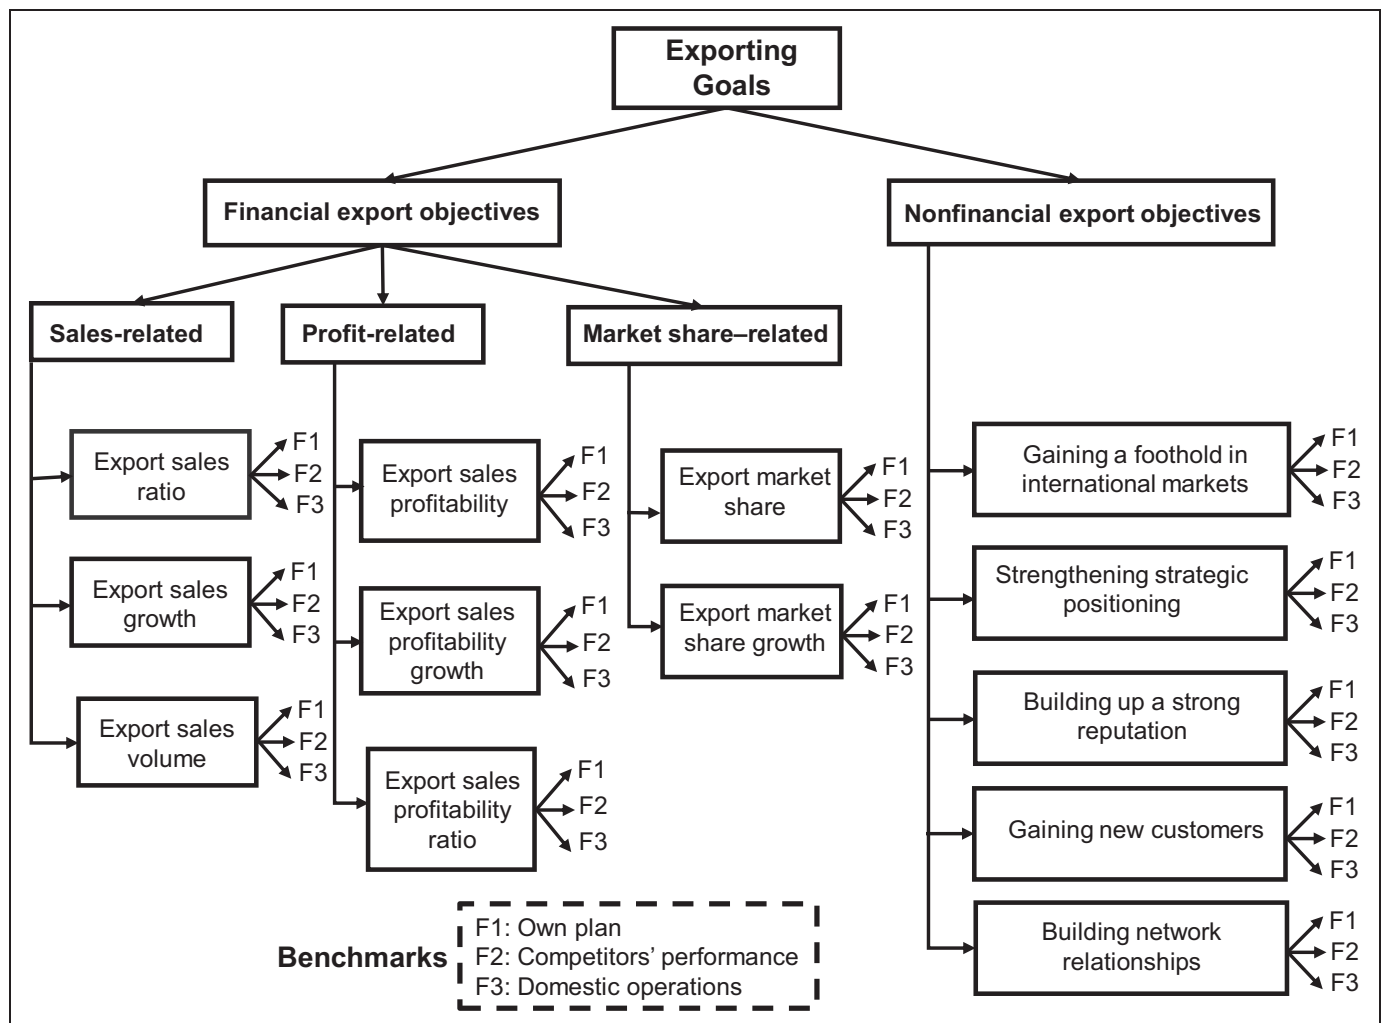 Exporting
Goals
Financial export objectives
Nonfinancial export objectives
Sales-related
Profit-related
Market share–related
Export sales
ratio
F1
F2
F3
Export sales
growth
F1
F2
F3
Export sales
volume
F1
F2
F3
Export sales
profitability
F1
F2
F3
Export sales
profitability
growth
F1
F2
F3
Export sales
profitability
ratio
F1
F2
F3
Export market
share
F1
F2
F3
Export market
share growth
F1
F2
F3
Gaining a foothold in
international markets
F1
F2
F3
Strengthening strategic
positioning
F1
F2
F3
Building up a strong
reputation
F1
F2
F3
Gaining new customers
F1
F2
F3
Building network
relationships
F1
F2
F3
Benchmarks
F1: Own plan
F2: Competitors’ performance
F3: Domestic operations